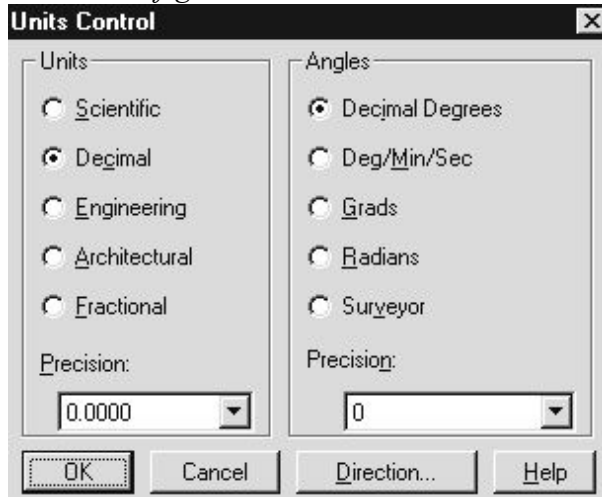 Units Control
Units
Scientific
Decimal
Engineering
Architectural
Fractional
Precision:
0.0000
Angles
Decimal Degrees
Deg/Min/Sec
Grads
Radians
Surveyor
Precision:
0
OK Cancel Direction... Help